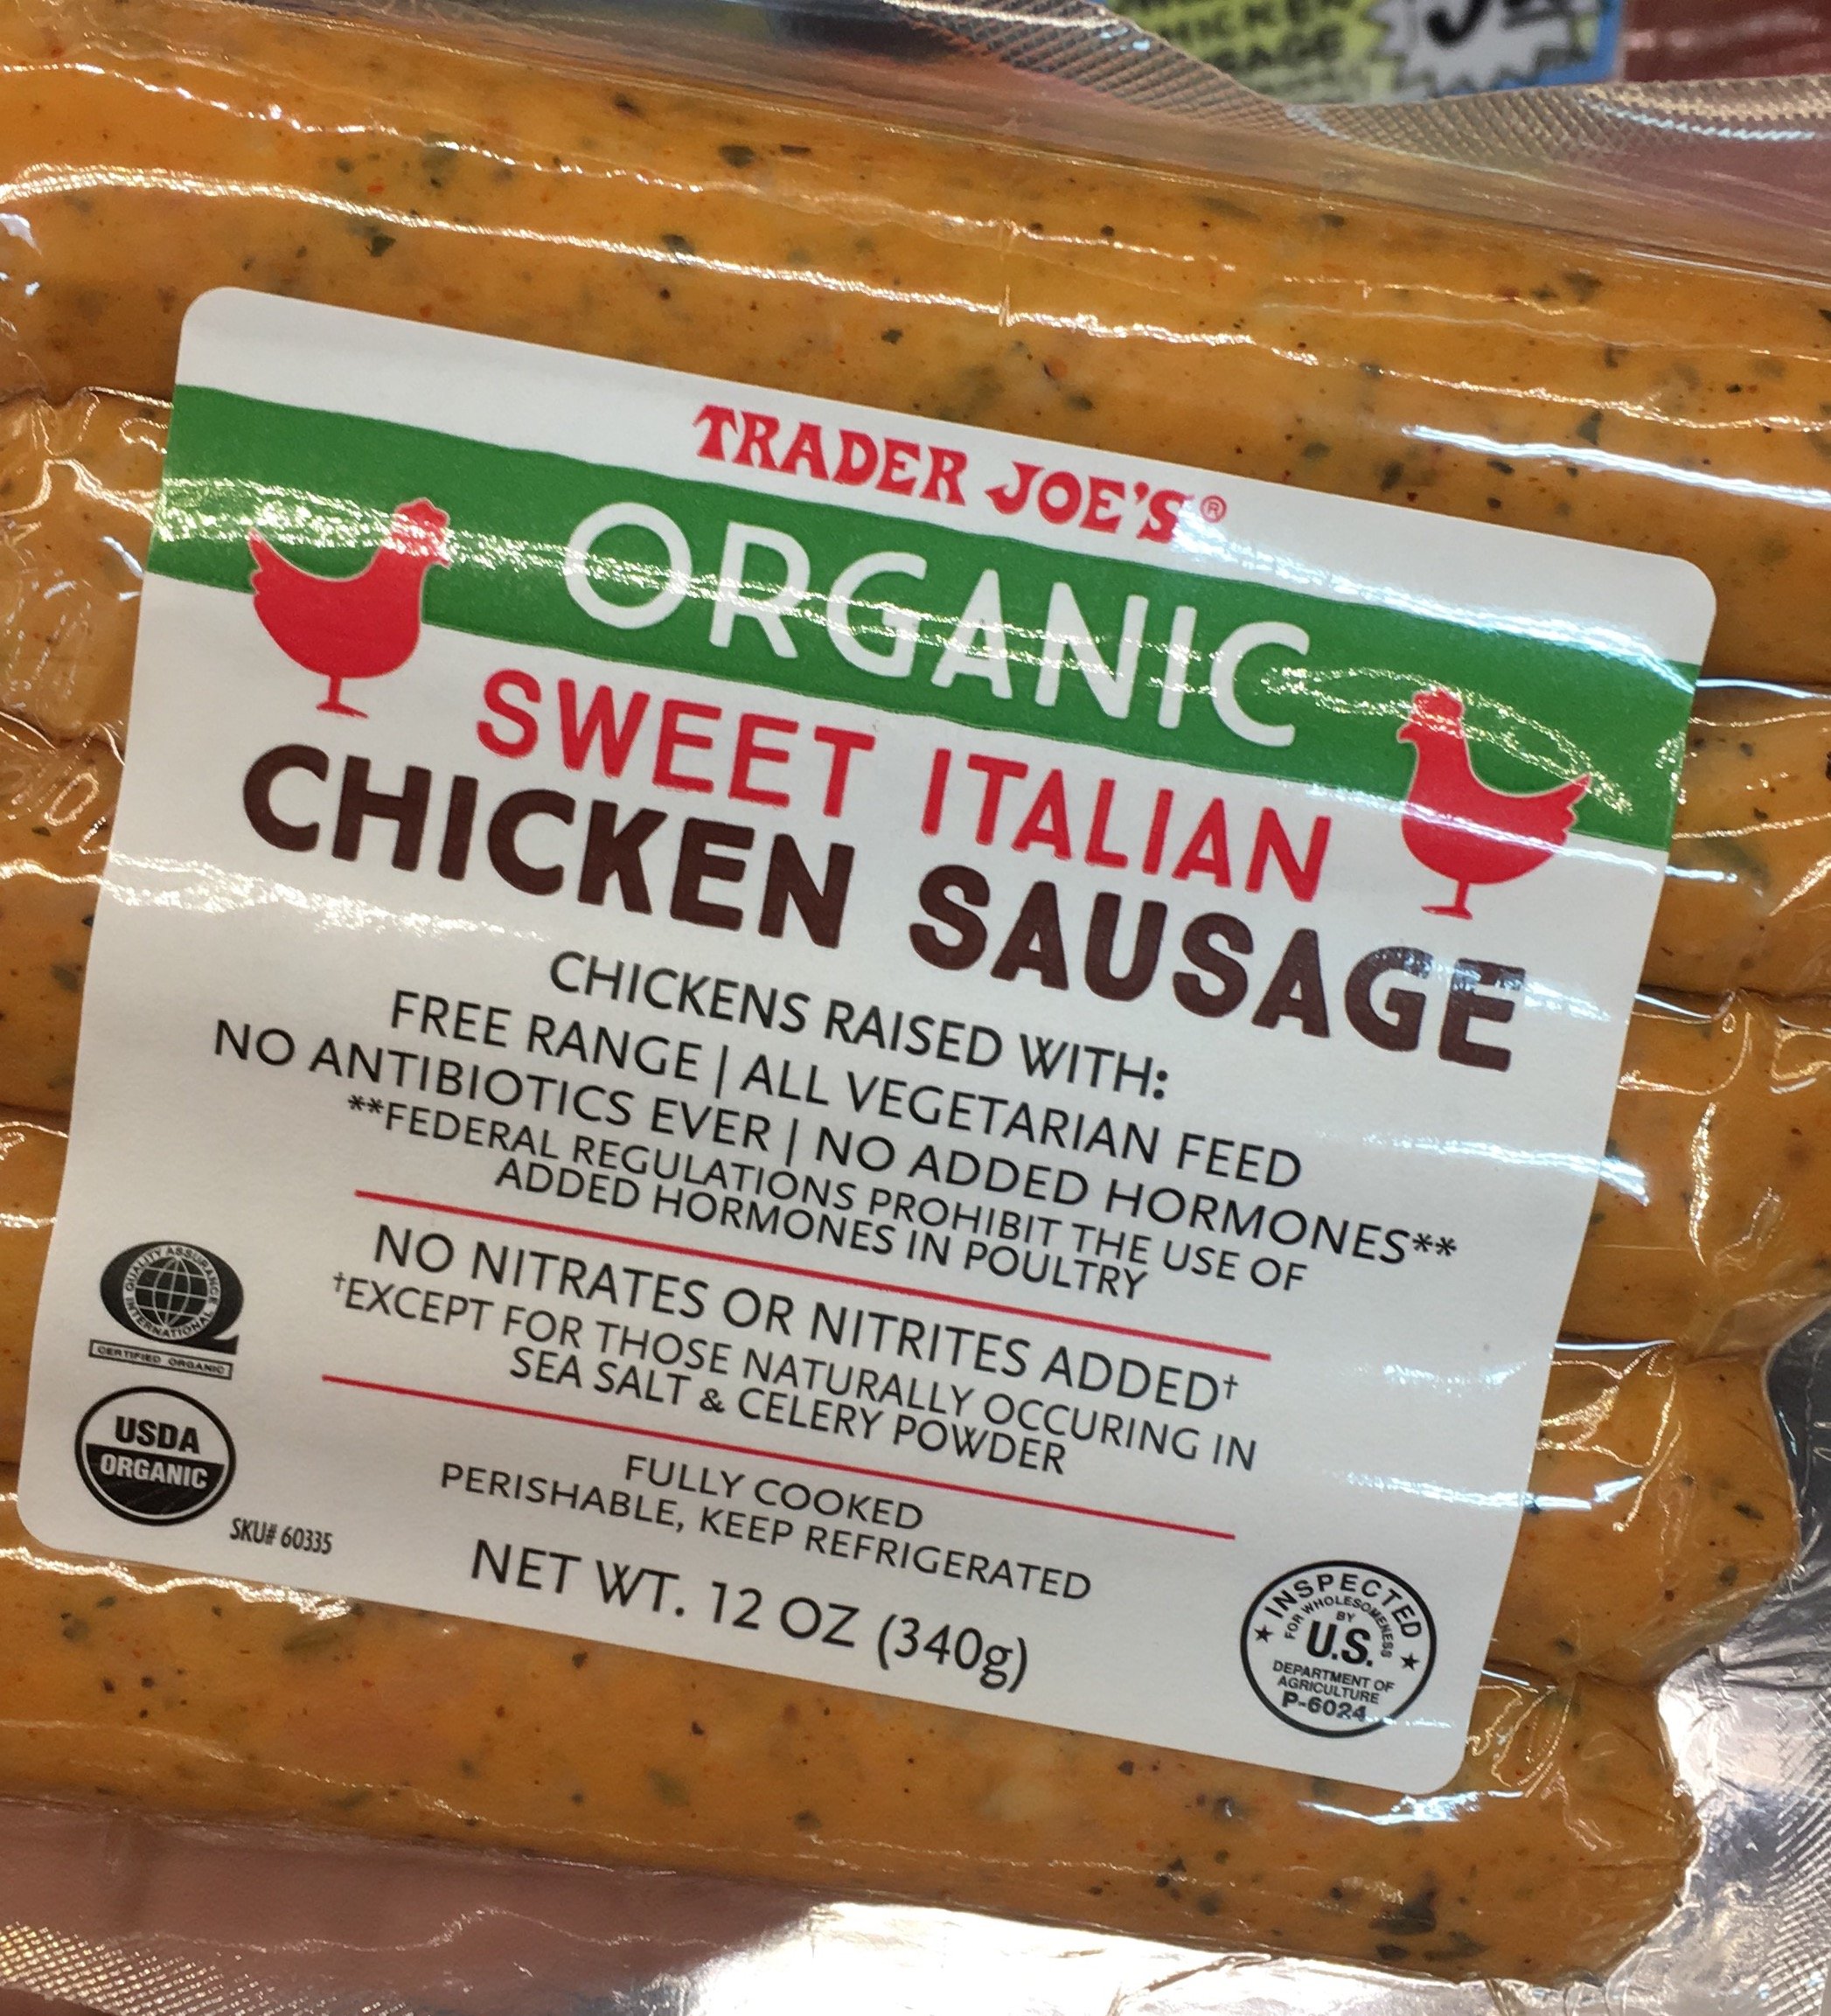 TRADER JOE'S®
ORGANIC
SWEET ITALIAN
CHICKEN SAUSAGE
CHICKENS RAISED WITH:
FREE RANGE | ALL VEGETARIAN FEED
NO ANTIBIOTICS EVER | NO ADDED HORMONES**
**FEDERAL REGULATIONS PROHIBIT THE USE OF
ADDED HORMONES IN POULTRY
NO NITRATES OR NITRITES ADDED†
†EXCEPT FOR THOSE NATURALLY OCCURING IN
SEA SALT & CELERY POWDER
FULLY COOKED
PERISHABLE, KEEP REFRIGERATED
NET WT. 12 OZ (340g)
QUALITY ASSURANCE
INTERNATIONAL
CERTIFIED ORGANIC
USDA
ORGANIC
SKU# 60335
INSPECTED
FOR WHOLESOMENESS
BY
U.S.
DEPARTMENT OF
AGRICULTURE
P-6024